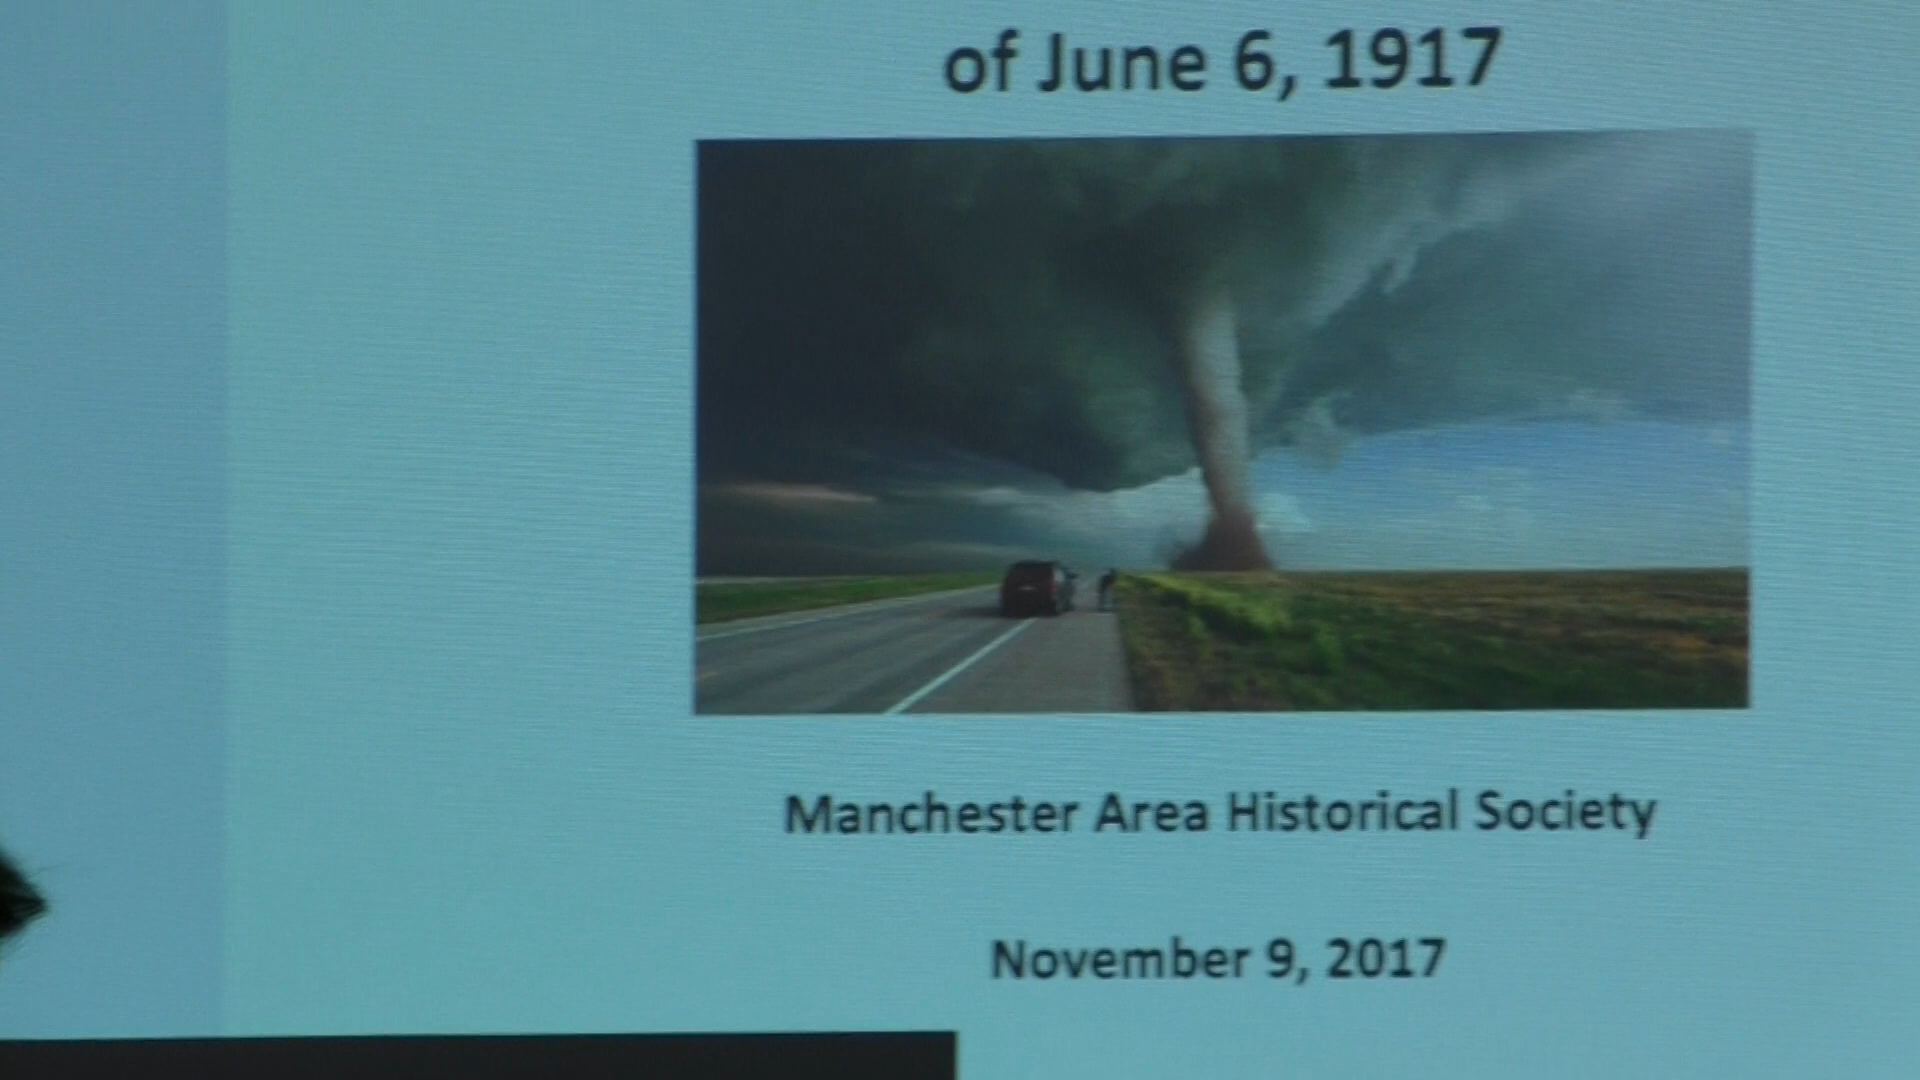 of June 6, 1917
Manchester Area Historical Society
November 9, 2017